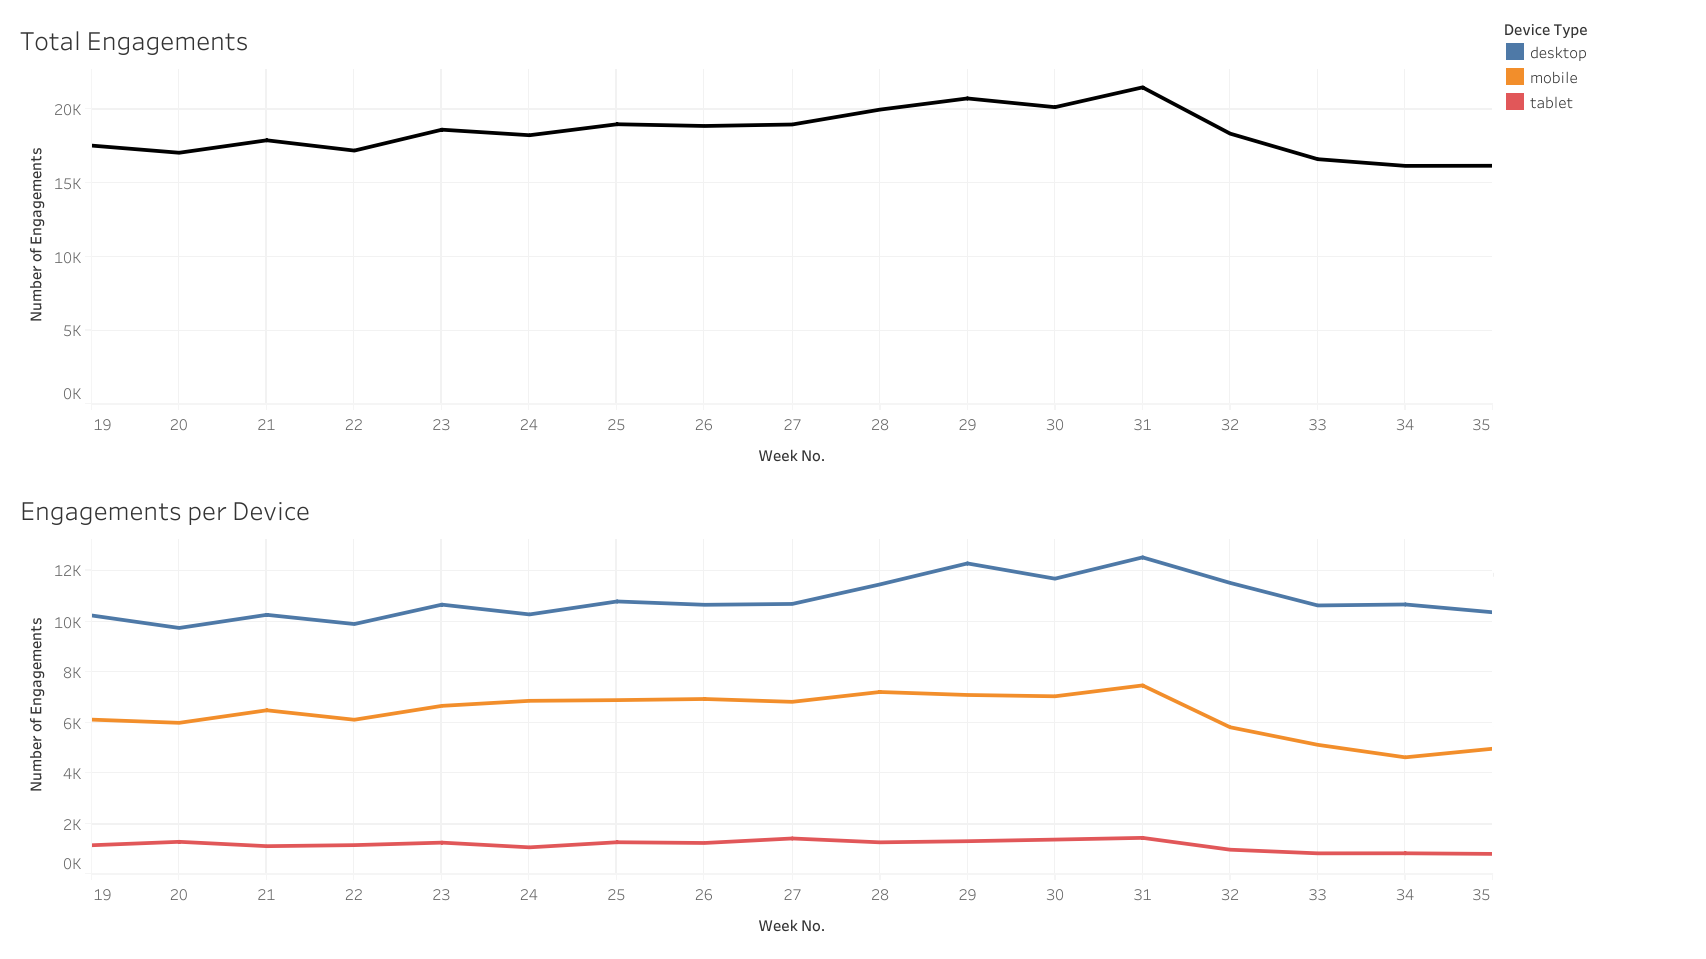 Total Engagements
Device Type
desktop
mobile
tablet
Number of Engagements
20K
15K
10K
5K
0K
19 20 21 22 23 24 25 26 27 28 29 30 31 32 33 34 35
Week No.
Engagements per Device
Number of Engagements
12K
10K
8K
6K
4K
2K
0K
19 20 21 22 23 24 25 26 27 28 29 30 31 32 33 34 35
Week No.